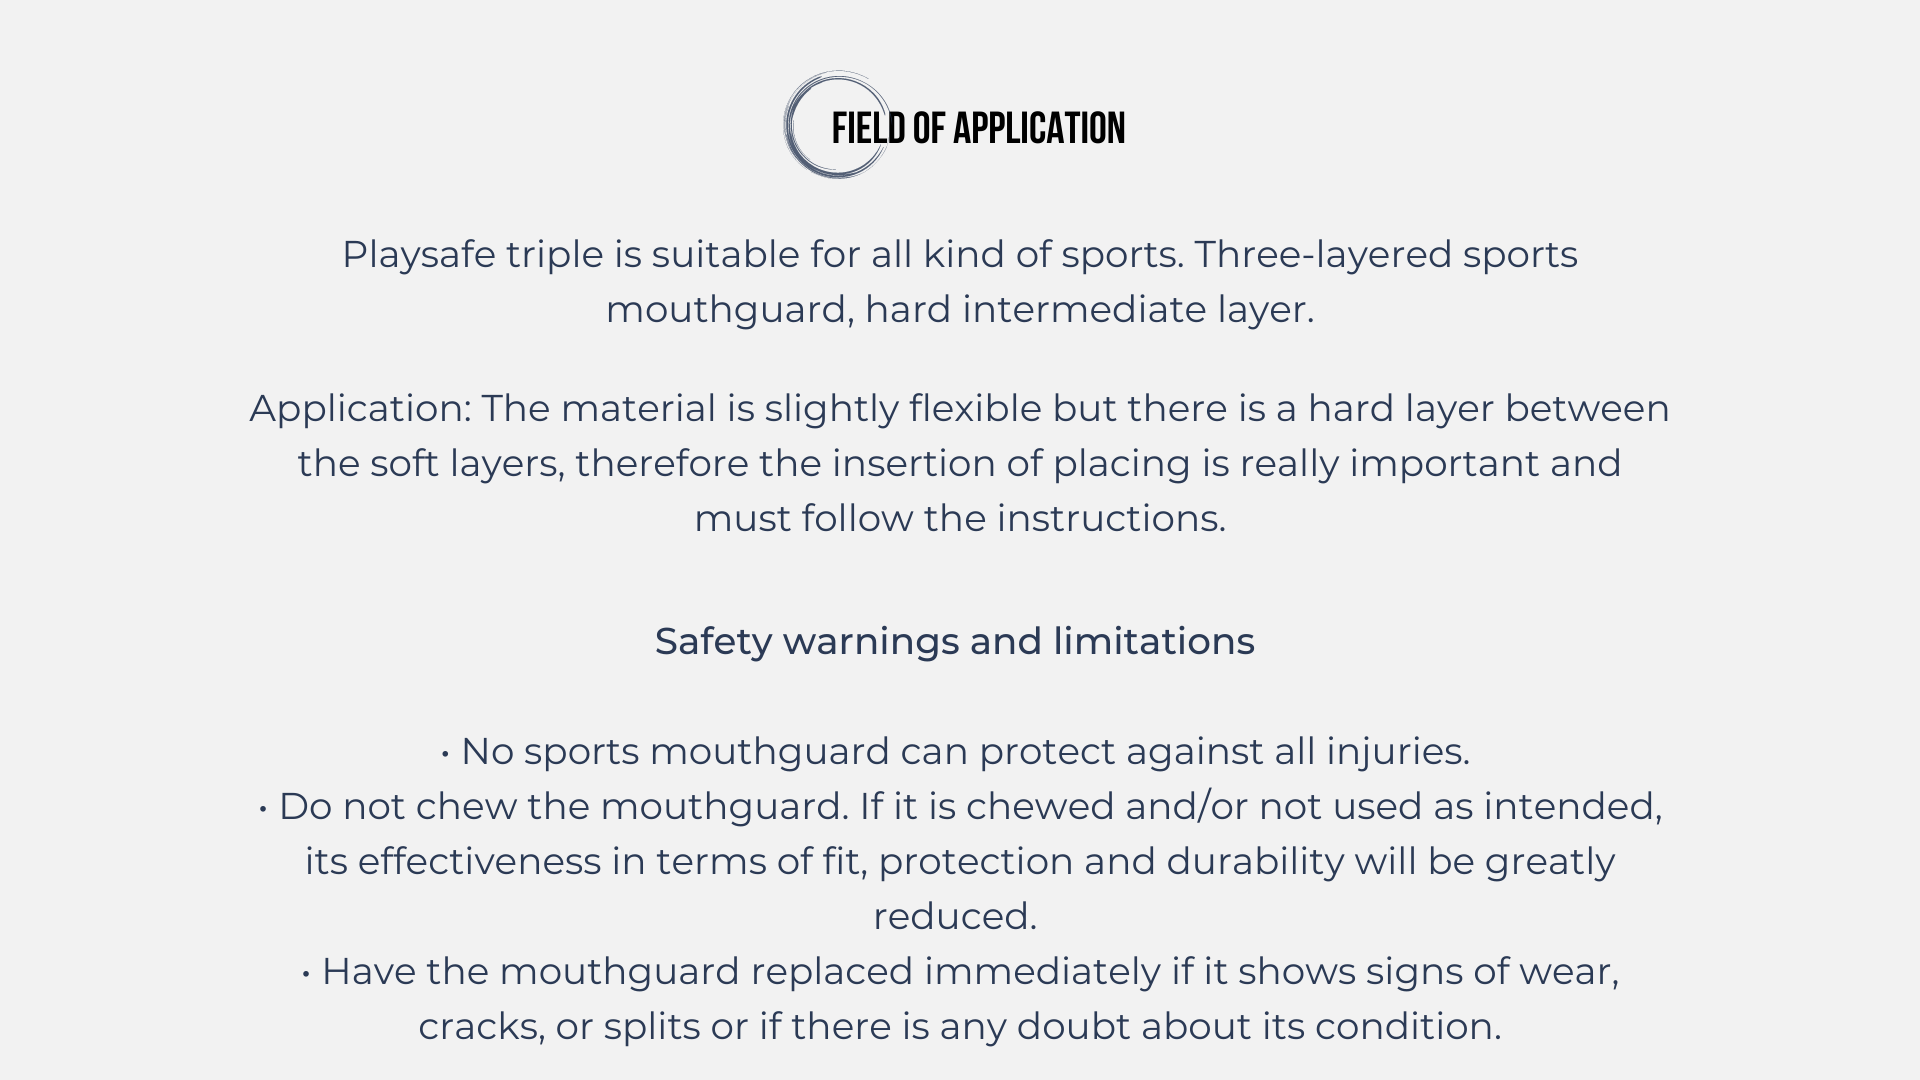 FIELD OF APPLICATION
Playsafe triple is suitable for all kind of sports. Three-layered sports
mouthguard, hard intermediate layer.
Application: The material is slightly flexible but there is a hard layer between
the soft layers, therefore the insertion of placing is really important and
must follow the instructions.
Safety warnings and limitations
• No sports mouthguard can protect against all injuries.
• Do not chew the mouthguard. If it is chewed and/or not used as intended,
its effectiveness in terms of fit, protection and durability will be greatly
reduced.
• Have the mouthguard replaced immediately if it shows signs of wear,
cracks, or splits or if there is any doubt about its condition.